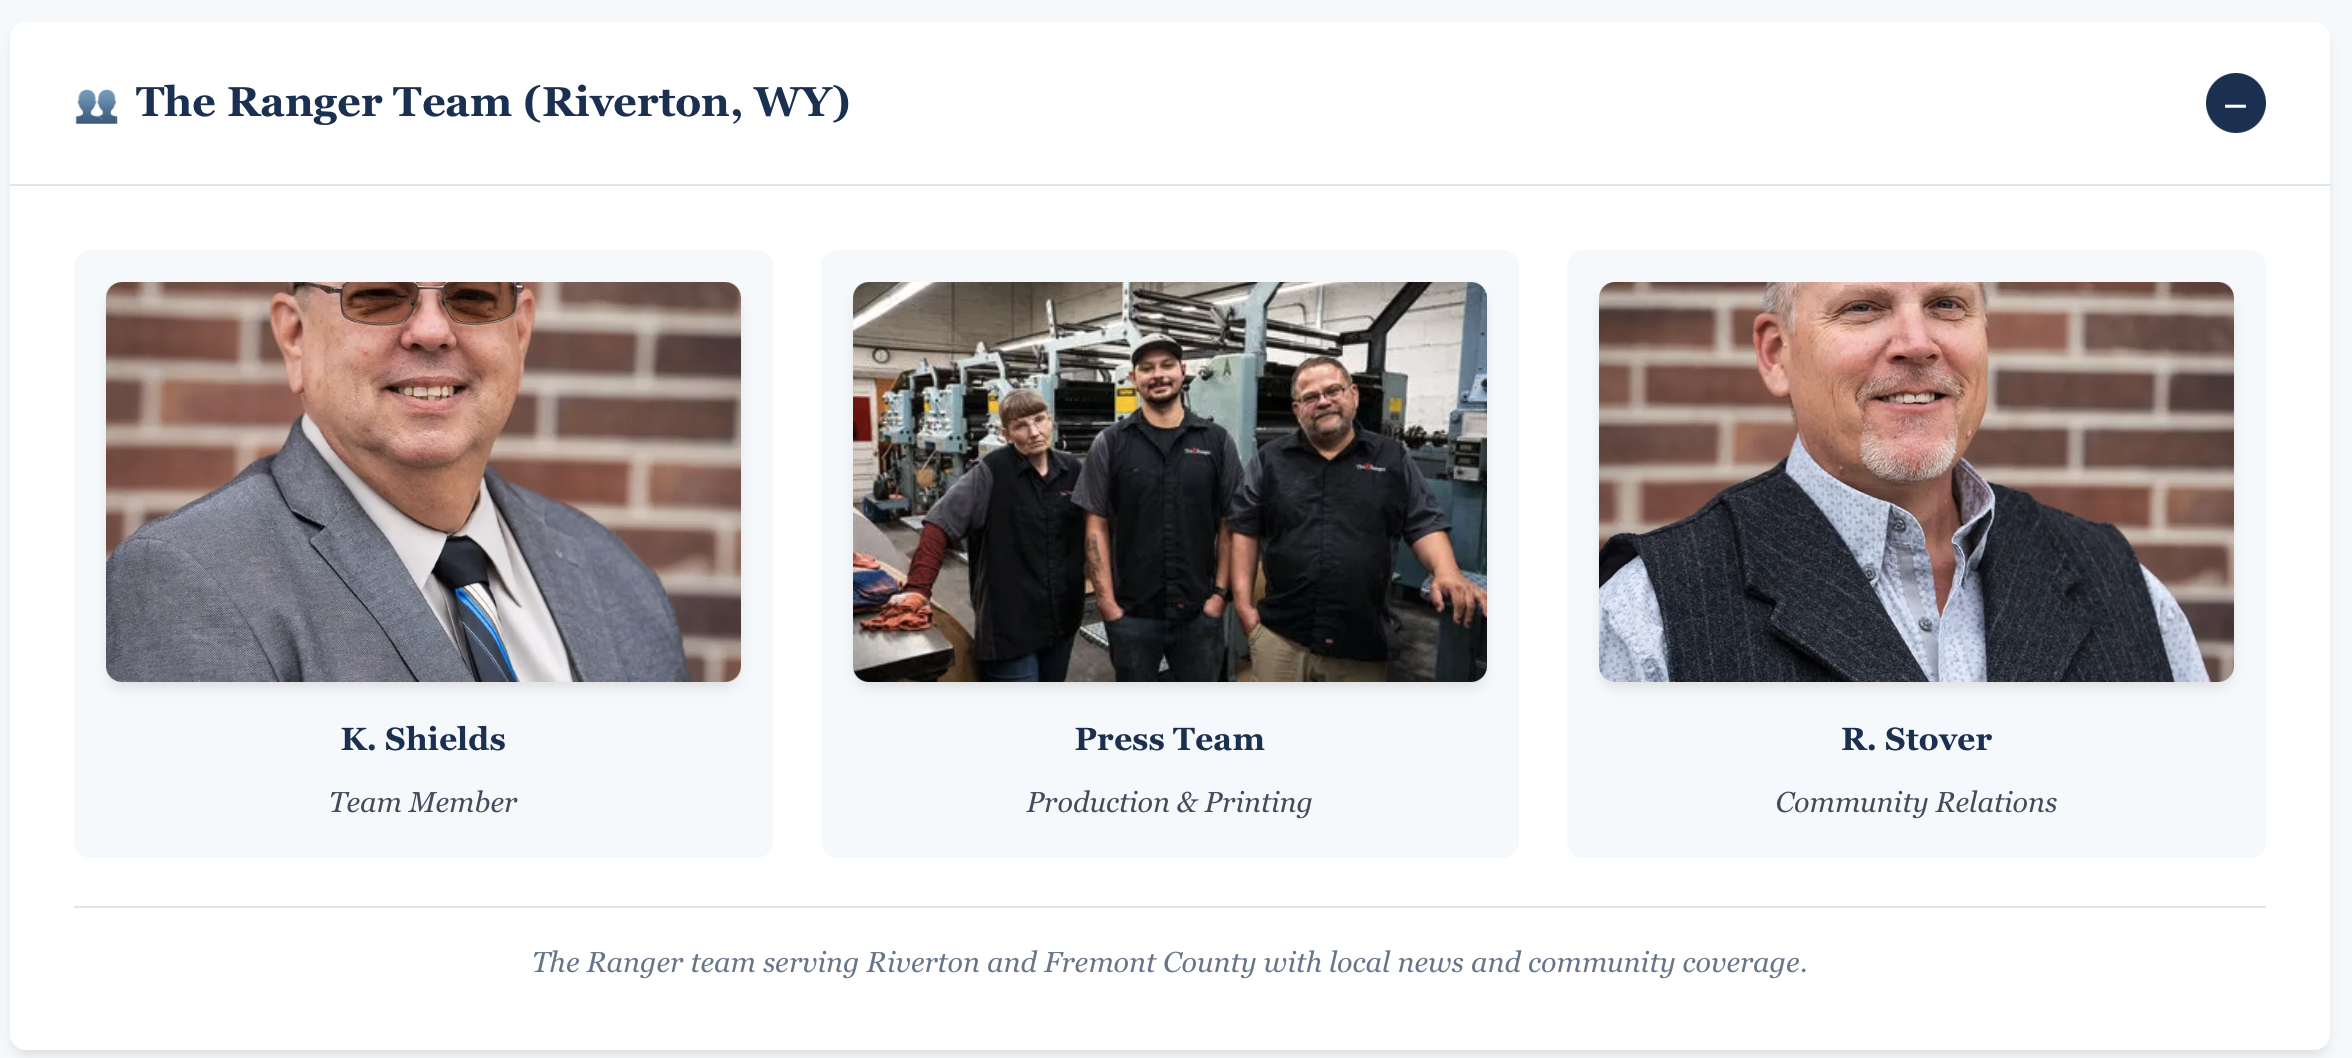 The Ranger Team (Riverton, WY)
K. Shields
Team Member
Press Team
Production & Printing
R. Stover
Community Relations
The Ranger team serving Riverton and Fremont County with local news and community coverage.